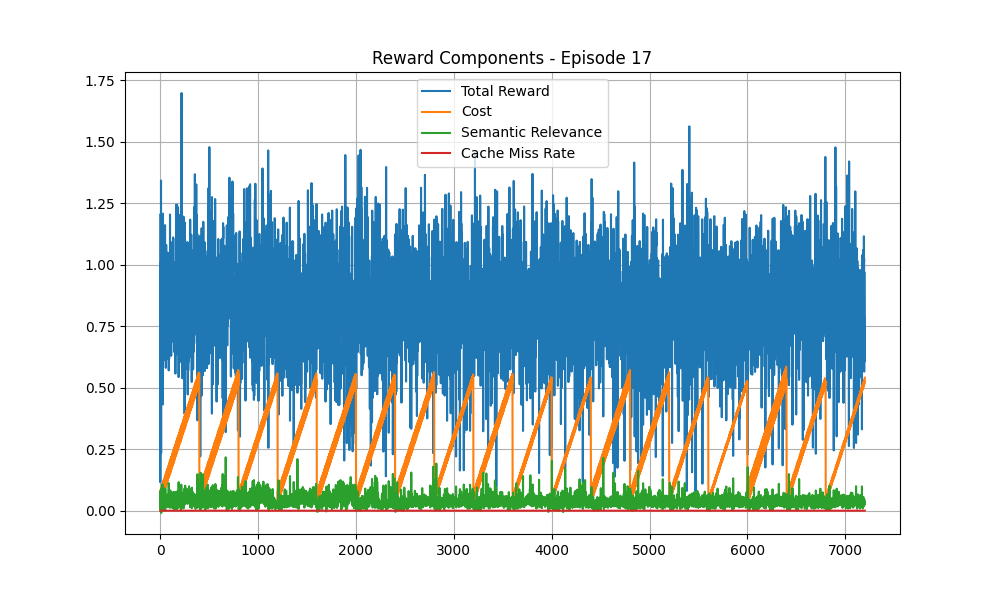 Reward Components - Episode 17
Total Reward
Cost
Semantic Relevance
Cache Miss Rate
1.75
1.50
1.25
1.00
0.75
0.50
0.25
0.00
0 1000 2000 3000 4000 5000 6000 7000